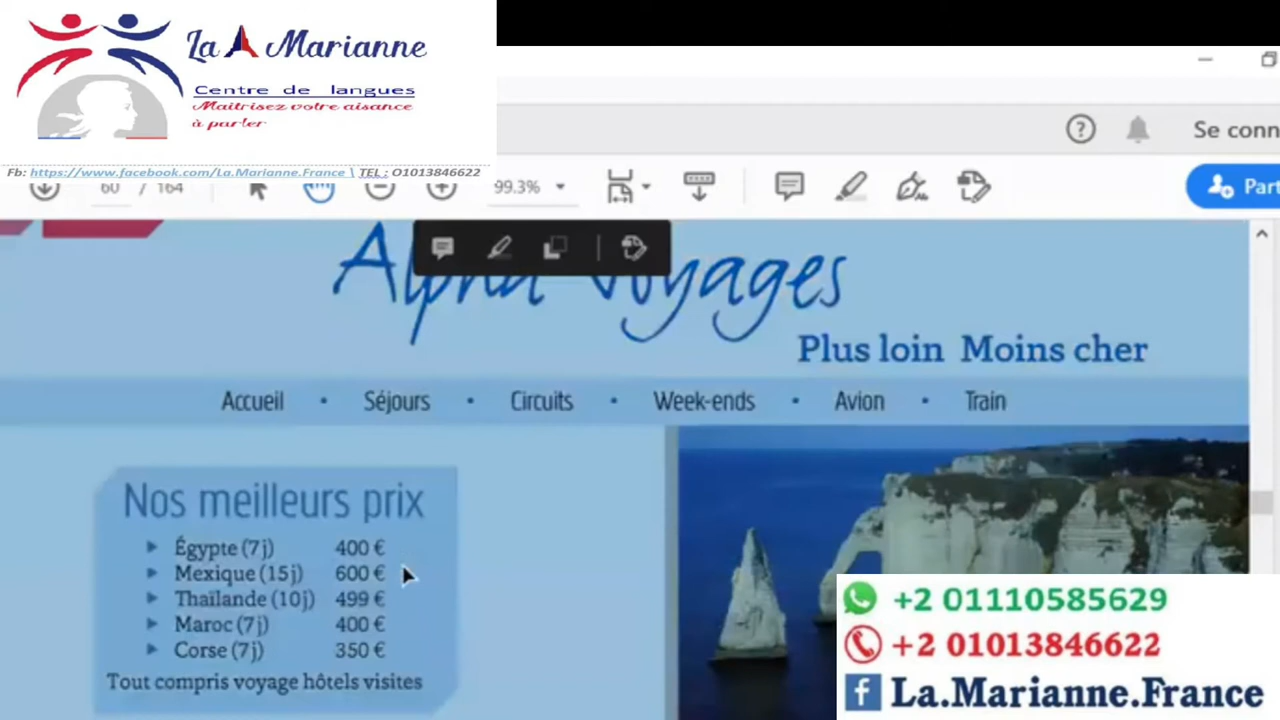 La Marianne
Centre de langues
Maitrisez votre aisance
à parler
Fb: https://www.facebook.com/La.Marianne.France \ TEL : O1013846622
60 / 164
99.3%
Se conn
Part
Alpha Voyages
Plus loin Moins cher
Accueil • Séjours • Circuits • Week-ends • Avion • Train
Nos meilleurs prix
Égypte (7j) 400 €
Mexique (15j) 600 €
Thaïlande (10j) 499 €
Maroc (7j) 400 €
Corse (7j) 350 €
Tout compris voyage hôtels visites
+2 01110585629
+2 01013846622
La.Marianne.France